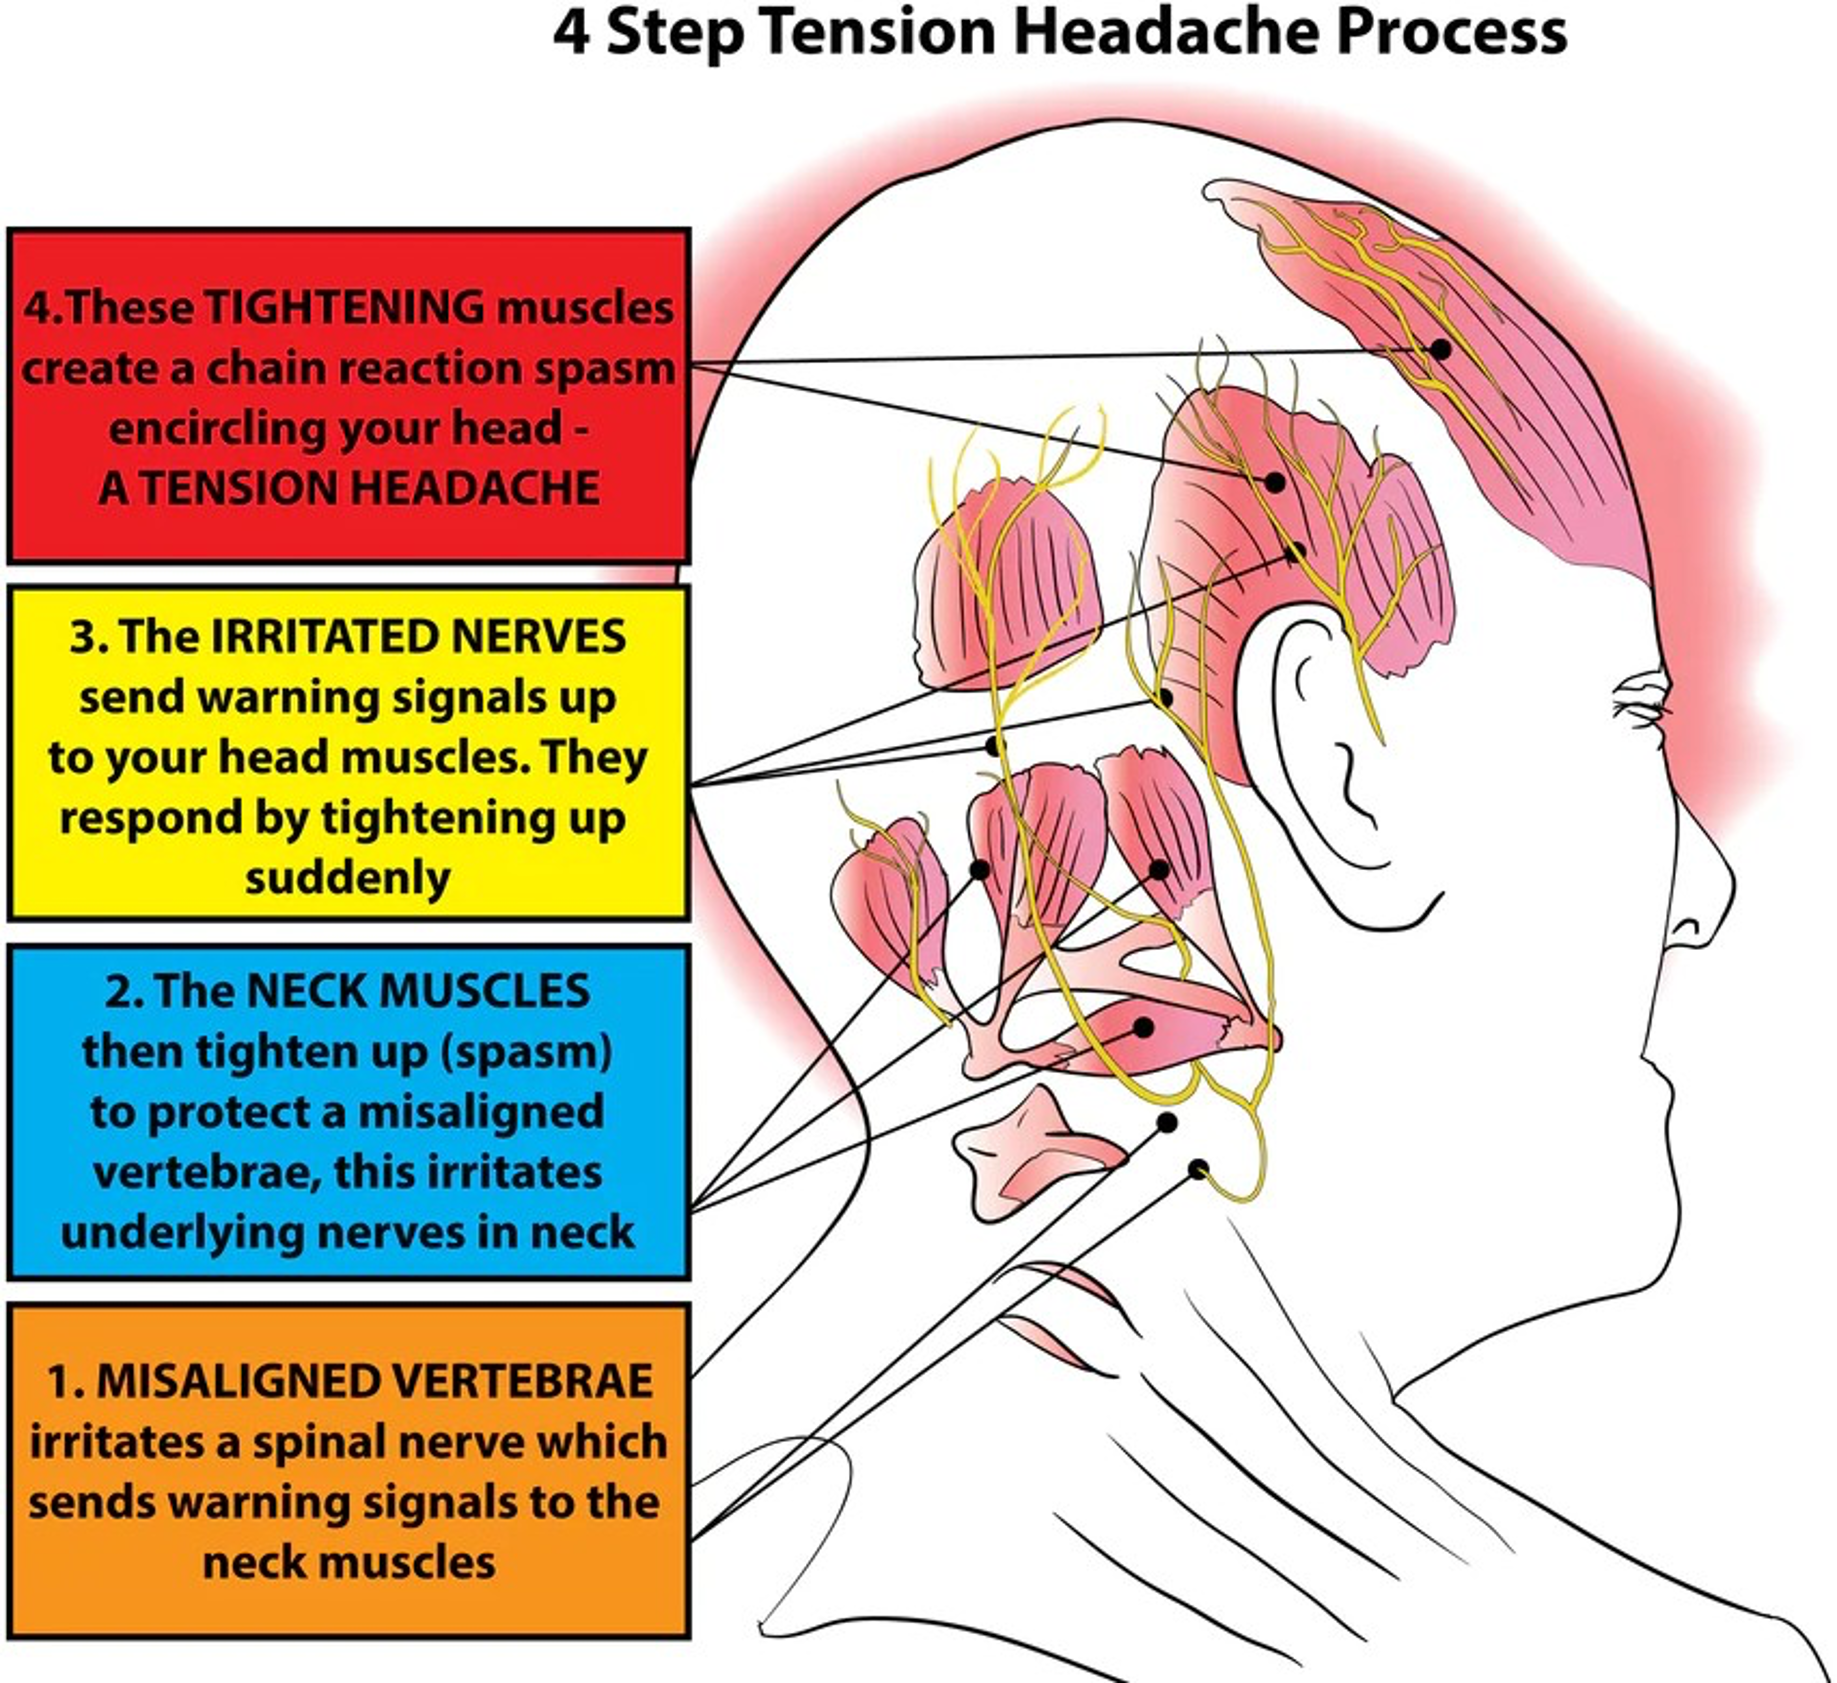 4 Step Tension Headache Process
4.These TIGHTENING muscles
create a chain reaction spasm
encircling your head -
A TENSION HEADACHE
3. The IRRITATED NERVES
send warning signals up
to your head muscles. They
respond by tightening up
suddenly
2. The NECK MUSCLES
then tighten up (spasm)
to protect a misaligned
vertebrae, this irritates
underlying nerves in neck
1. MISALIGNED VERTEBRAE
irritates a spinal nerve which
sends warning signals to the
neck muscles